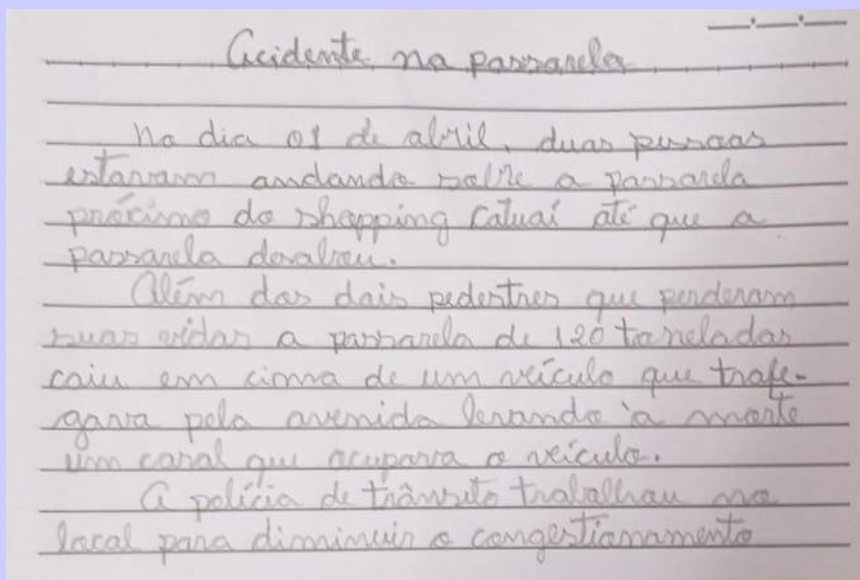 Acidente na passarela
No dia 01 de abril, duas pessoas
estavam andando sobre a passarela
próximo do shopping Catuaí até que a
passarela desabou.
Além dos dois pedestres que perderam
suas vidas a passarela de 120 toneladas
caiu em cima de um veículo que trafe-
gava pela avenida levando à morte
um casal que ocupava o veículo.
A polícia de trânsito trabalhou no
local para diminuir o congestionamento